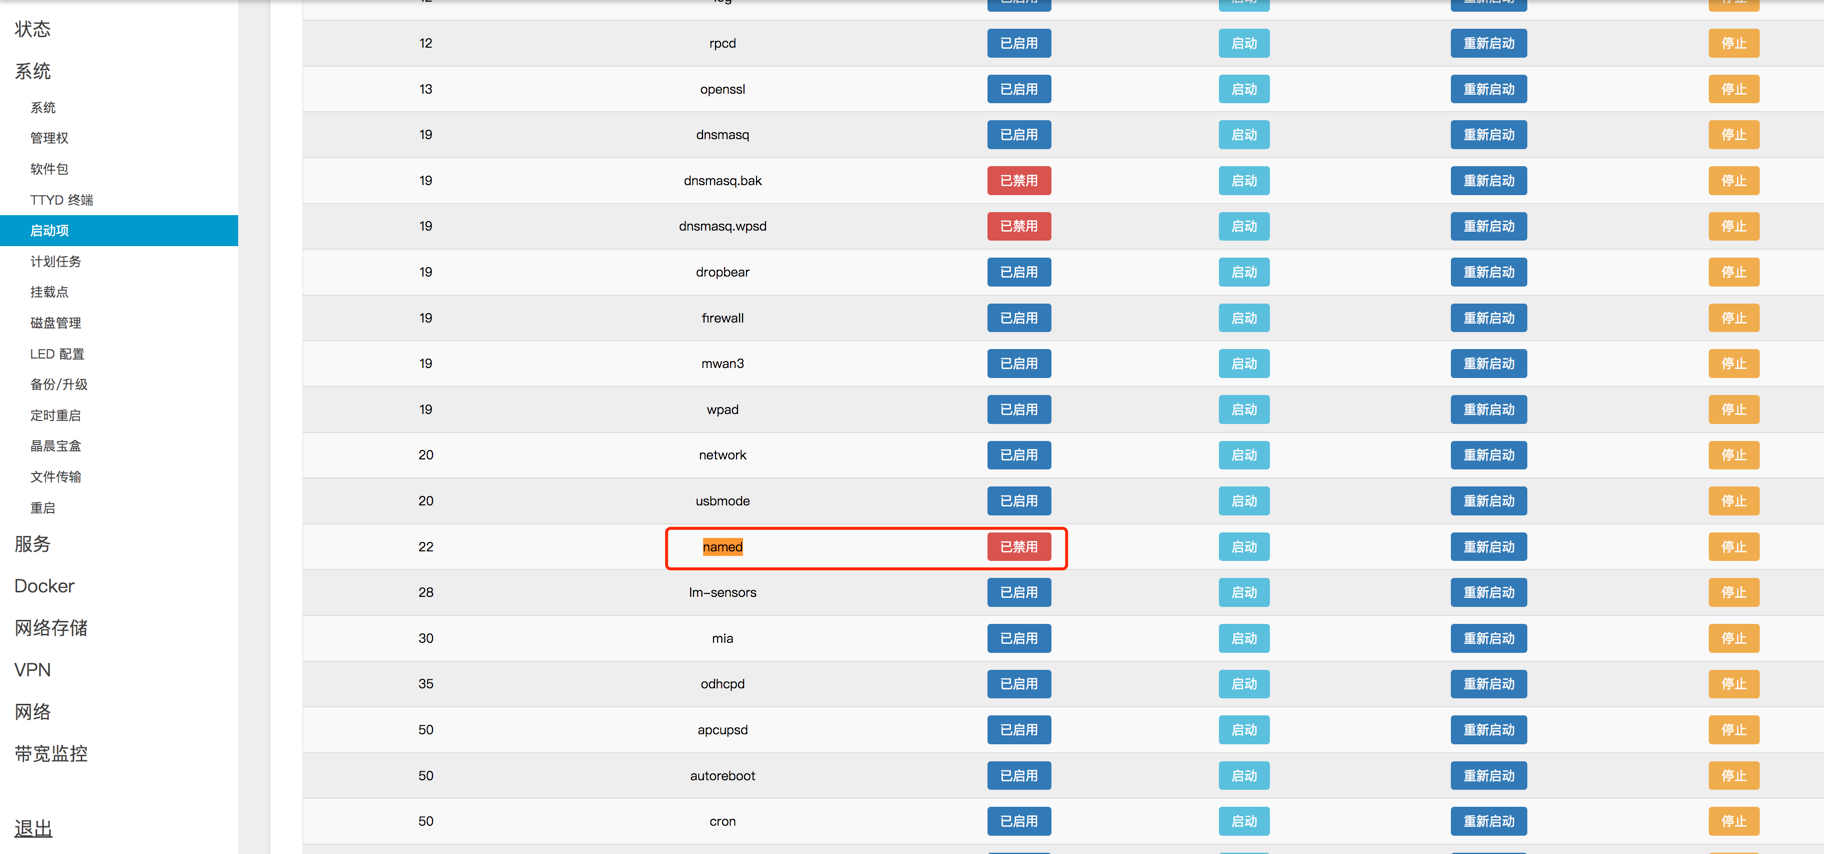 状态
系统
系统
管理权
软件包
TTYD 终端
启动项
计划任务
挂载点
磁盘管理
LED 配置
备份/升级
定时重启
晶晨宝盒
文件传输
重启
服务
Docker
网络存储
VPN
网络
带宽监控
退出
12 rpcd 已启用 启动 重新启动 停止
13 openssl 已启用 启动 重新启动 停止
19 dnsmasq 已启用 启动 重新启动 停止
19 dnsmasq.bak 已禁用 启动 重新启动 停止
19 dnsmasq.wpsd 已禁用 启动 重新启动 停止
19 dropbear 已启用 启动 重新启动 停止
19 firewall 已启用 启动 重新启动 停止
19 mwan3 已启用 启动 重新启动 停止
19 wpad 已启用 启动 重新启动 停止
20 network 已启用 启动 重新启动 停止
20 usbmode 已启用 启动 重新启动 停止
22 named 已禁用 启动 重新启动 停止
28 lm-sensors 已启用 启动 重新启动 停止
30 mia 已启用 启动 重新启动 停止
35 odhcpd 已启用 启动 重新启动 停止
50 apcupsd 已启用 启动 重新启动 停止
50 autoreboot 已启用 启动 重新启动 停止
50 cron 已启用 启动 重新启动 停止